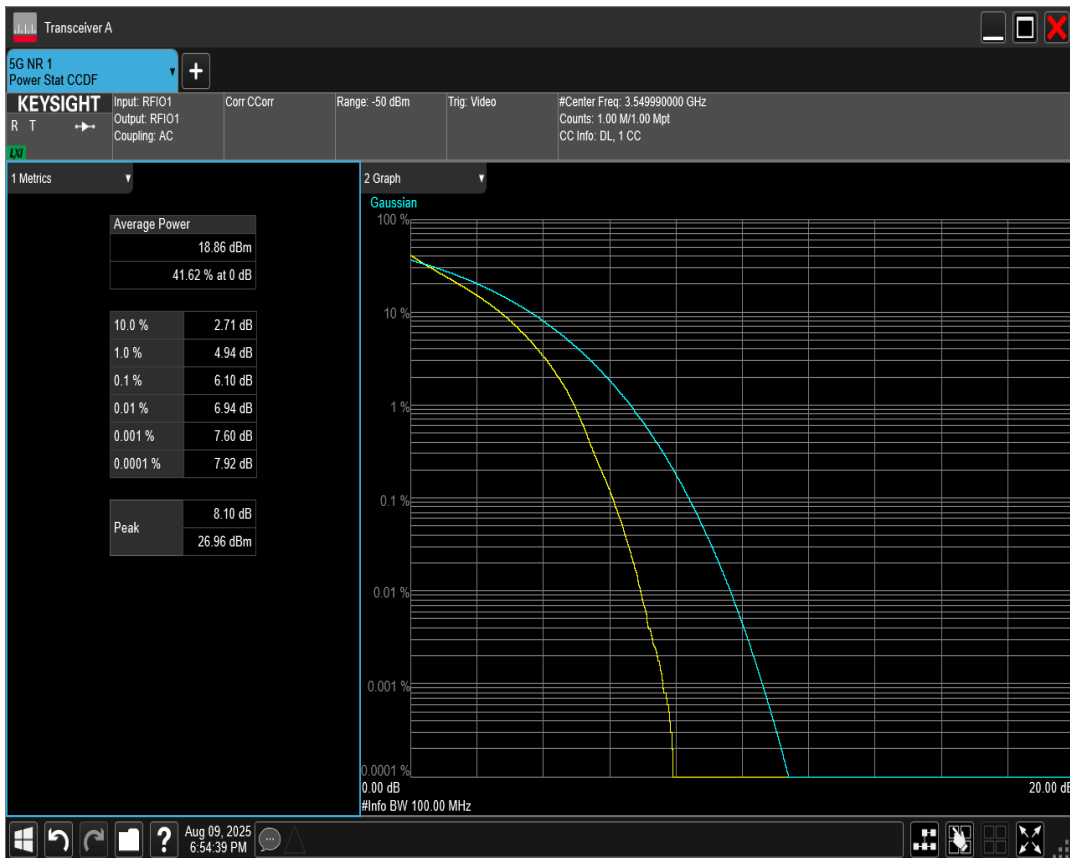 Transceiver A
5G NR 1
Power Stat CCDF
KEYSIGHT
R T
LXI
Input: RFIO1
Output: RFIO1
Coupling: AC
Corr CCorr
Range: -50 dBm
Trig: Video
#Center Freq: 3.549990000 GHz
Counts: 1.00 M/1.00 Mpt
CC Info: DL, 1 CC
1 Metrics
Average Power
18.86 dBm
41.62 % at 0 dB
10.0 % 2.71 dB
1.0 % 4.94 dB
0.1 % 6.10 dB
0.01 % 6.94 dB
0.001 % 7.60 dB
0.0001 % 7.92 dB
Peak
8.10 dB
26.96 dBm
2 Graph
Gaussian
100 %
10 %
1 %
0.1 %
0.01 %
0.001 %
0.0001 %
0.00 dB
20.00 dB
#Info BW 100.00 MHz
?
Aug 09, 2025
6:54:39 PM